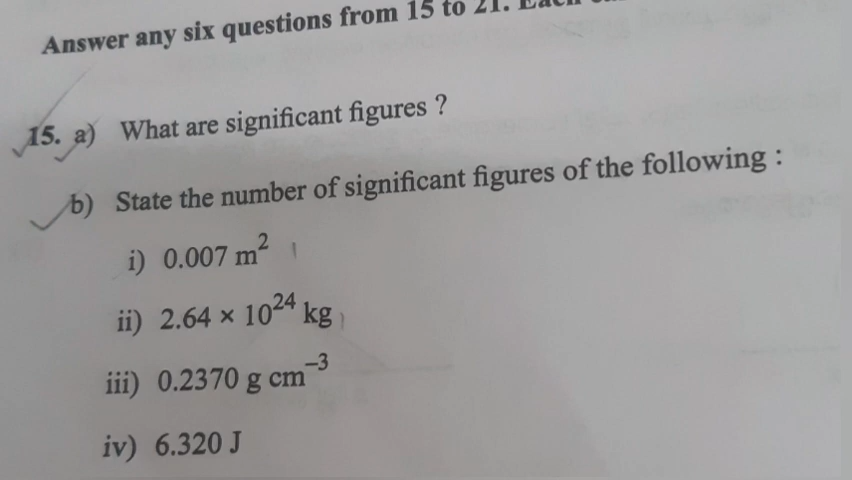 Answer any six questions from 15 to 21.
15. a) What are significant figures ?
b) State the number of significant figures of the following :
i) 0.007 m²
ii) 2.64 × 10²⁴ kg
iii) 0.2370 g cm⁻³
iv) 6.320 J